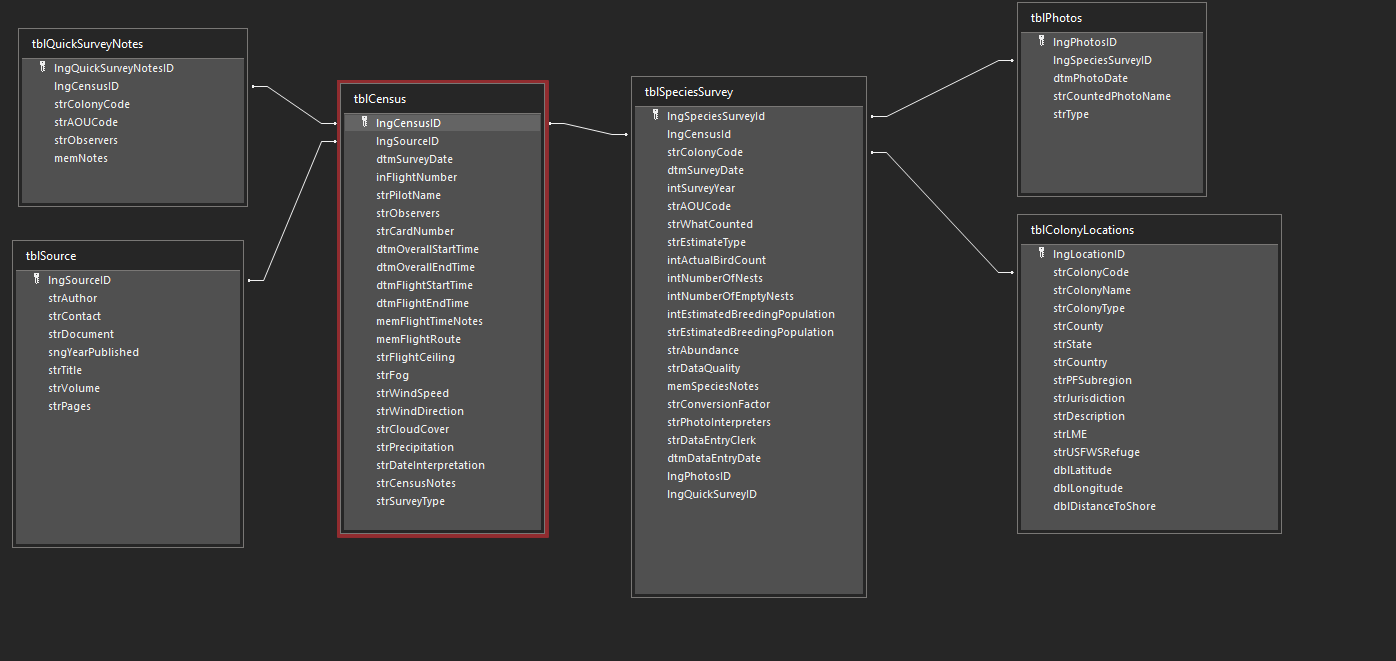 tblQuickSurveyNotes
lngQuickSurveyNotesID
lngCensusID
strColonyCode
strAOUCode
strObservers
memNotes
tblSource
lngSourceID
strAuthor
strContact
strDocument
sngYearPublished
strTitle
strVolume
strPages
tblCensus
lngCensusID
lngSourceID
dtmSurveyDate
inFlightNumber
strPilotName
strObservers
strCardNumber
dtmOverallStartTime
dtmOverallEndTime
dtmFlightStartTime
dtmFlightEndTime
memFlightTimeNotes
memFlightRoute
strFlightCeiling
strFog
strWindSpeed
strWindDirection
strCloudCover
strPrecipitation
strDateInterpretation
strCensusNotes
strSurveyType
tblSpeciesSurvey
lngSpeciesSurveyId
lngCensusId
strColonyCode
dtmSurveyDate
intSurveyYear
strAOUCode
strWhatCounted
strEstimateType
intActualBirdCount
intNumberOfNests
intNumberOfEmptyNests
intEstimatedBreedingPopulation
strEstimatedBreedingPopulation
strAbundance
strDataQuality
memSpeciesNotes
strConversionFactor
strPhotoInterpreters
strDataEntryClerk
dtmDataEntryDate
lngPhotosID
lngQuickSurveyID
tblPhotos
lngPhotosID
lngSpeciesSurveyID
dtmPhotoDate
strCountedPhotoName
strType
tblColonyLocations
lngLocationID
strColonyCode
strColonyName
strColonyType
strCounty
strState
strCountry
strPFSubregion
strJurisdiction
strDescription
strLME
strUSFWSRefuge
dblLatitude
dblLongitude
dblDistanceToShore